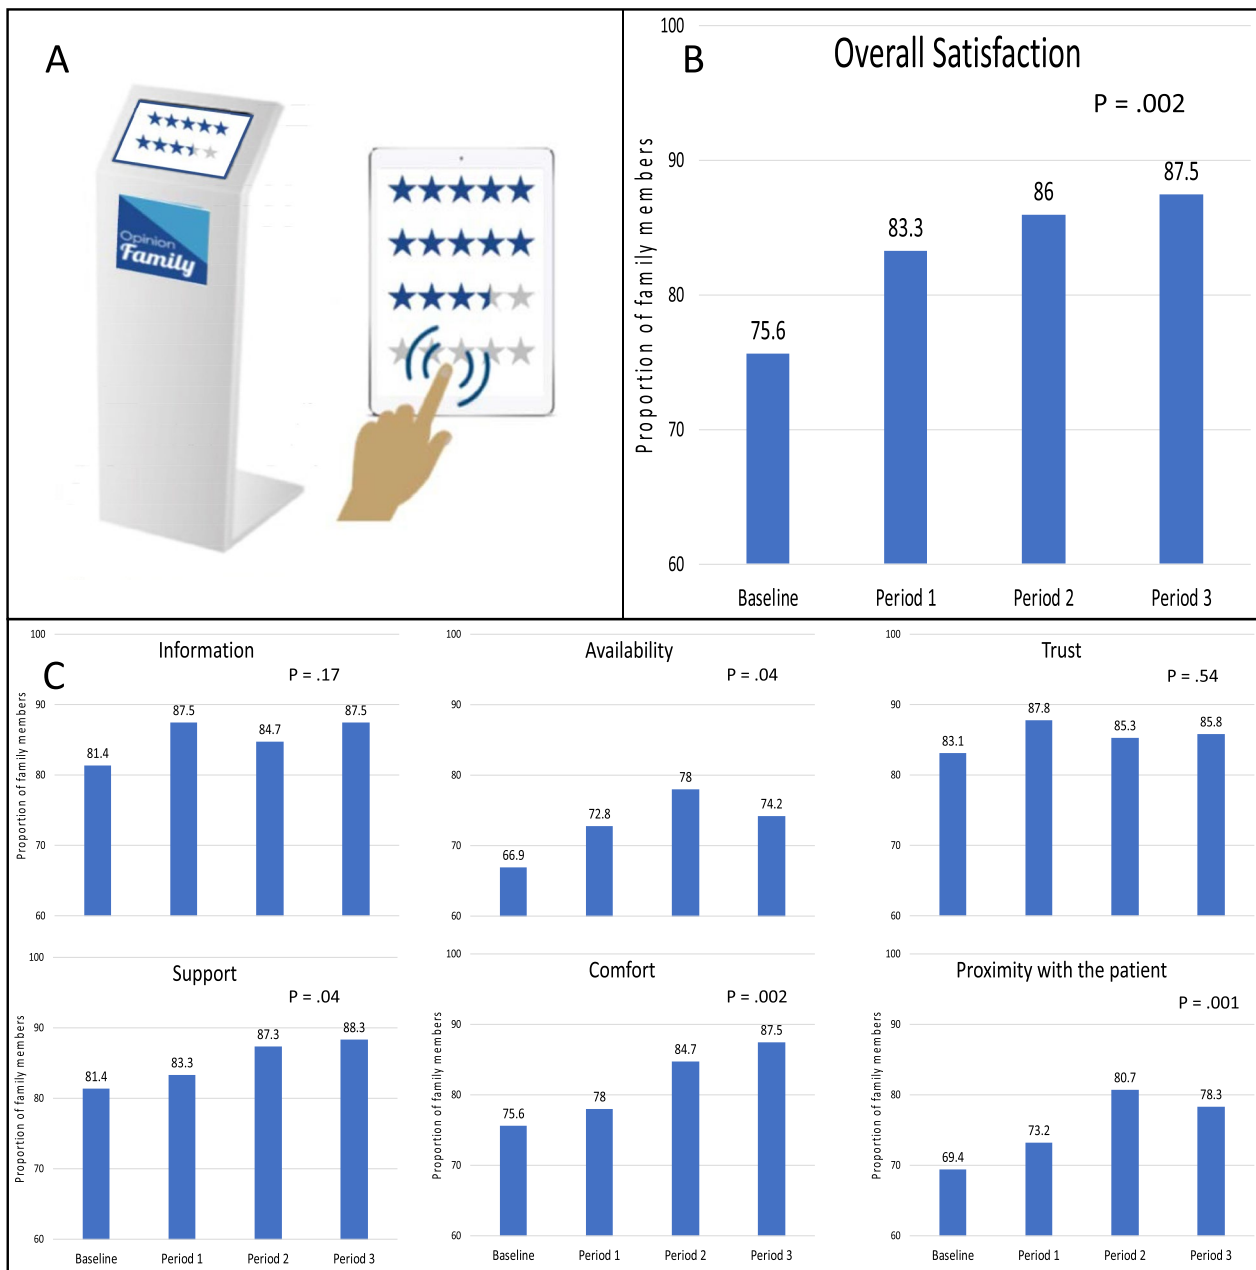 A
Opinion
Family
B
Overall Satisfaction
P = .002
Proportion of family members
100
90
80
70
60
75.6
83.3
86
87.5
Baseline
Period 1
Period 2
Period 3
C
Information
P = .17
Proportion of family members
100
90
80
70
60
81.4
87.5
84.7
87.5
Availability
P = .04
100
90
80
70
60
66.9
72.8
78
74.2
Trust
P = .54
100
90
80
70
60
83.1
87.8
85.3
85.8
Support
P = .04
Proportion of family members
100
90
80
70
60
81.4
83.3
87.3
88.3
Baseline
Period 1
Period 2
Period 3
Comfort
P = .002
Proportion of family members
100
90
80
70
60
75.6
78
84.7
87.5
Baseline
Period 1
Period 2
Period 3
Proximity with the patient
P = .001
Proportion of family members
100
90
80
70
60
69.4
73.2
80.7
78.3
Baseline
Period 1
Period 2
Period 3